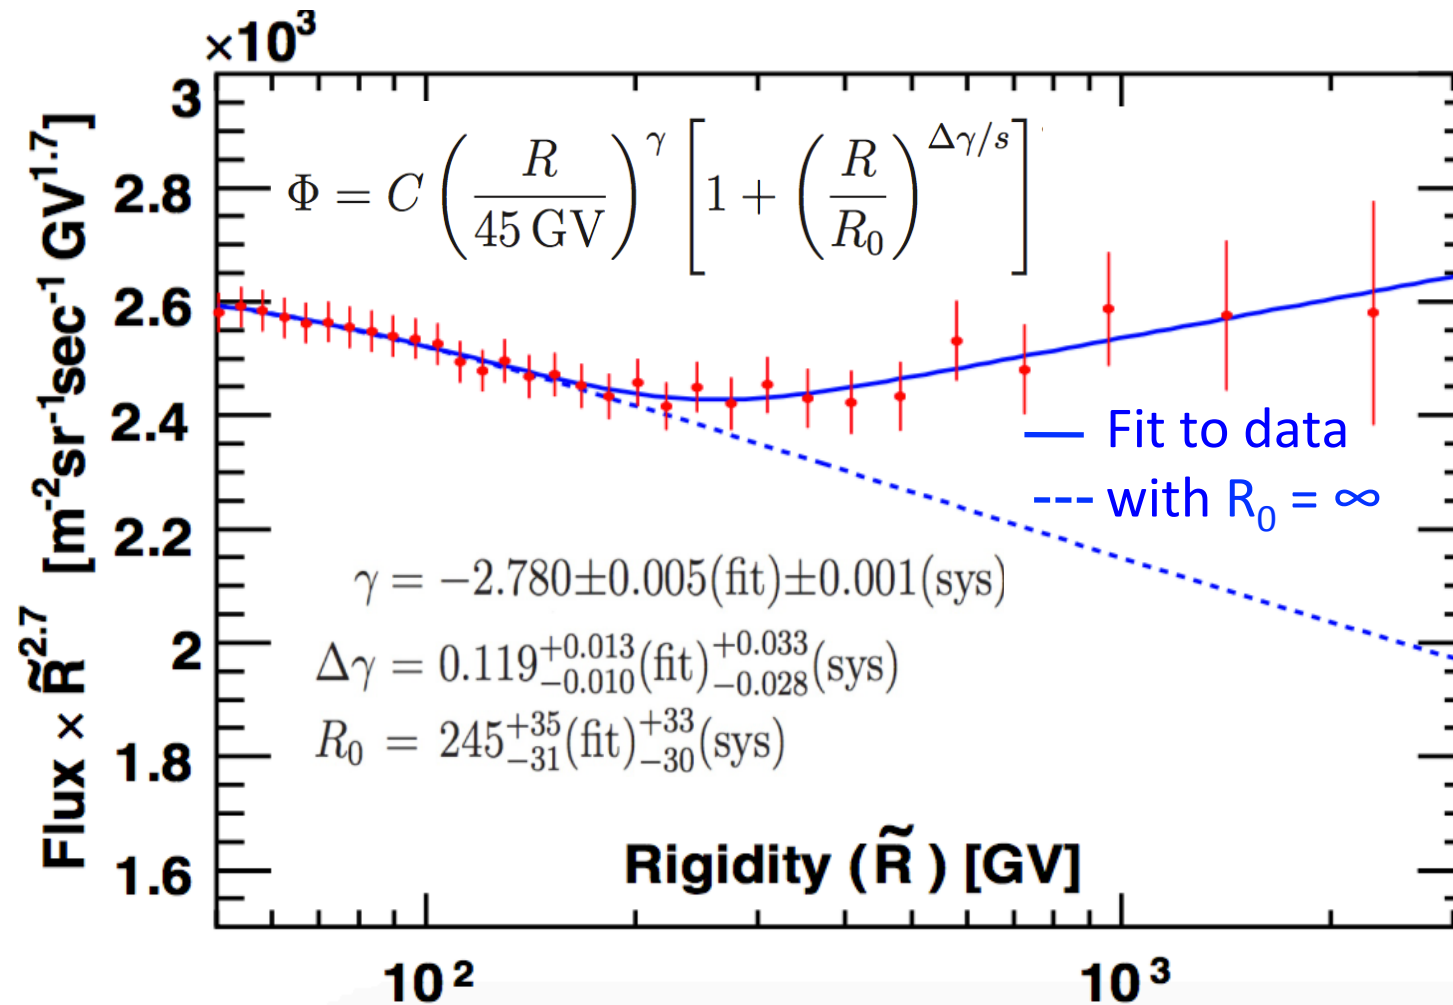 ×10³
3
2.8
2.6
2.4
2.2
2
1.8
1.6
Flux × R̃^2.7 [m⁻²sr⁻¹sec⁻¹GV^1.7]
Φ = C (R / 45 GV)^γ [1 + (R / R₀)^Δγ/s]
Fit to data
with R₀ = ∞
γ = −2.780±0.005(fit)±0.001(sys)
Δγ = 0.119 +0.013 −0.010 (fit) +0.033 −0.028 (sys)
R₀ = 245 +35 −31 (fit) +33 −30 (sys)
Rigidity (R̃) [GV]
10² 10³